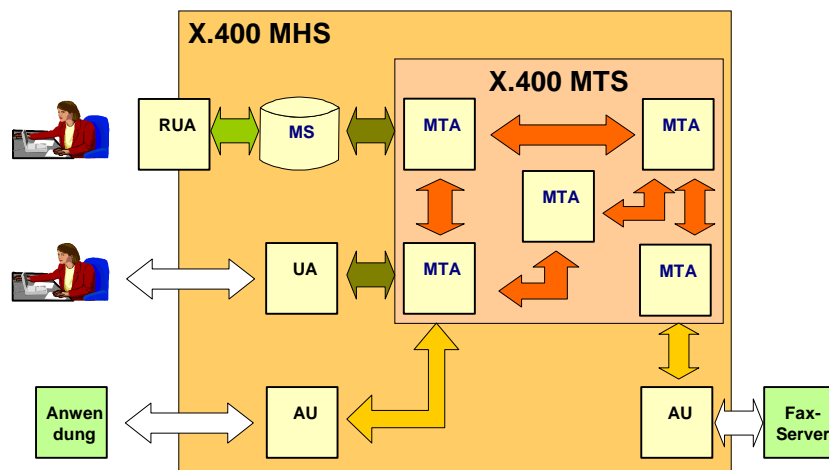 X.400 MHS
X.400 MTS
RUA
MS
MTA
MTA
MTA
UA
MTA
MTA
Anwen
dung
AU
AU
Fax-
Server